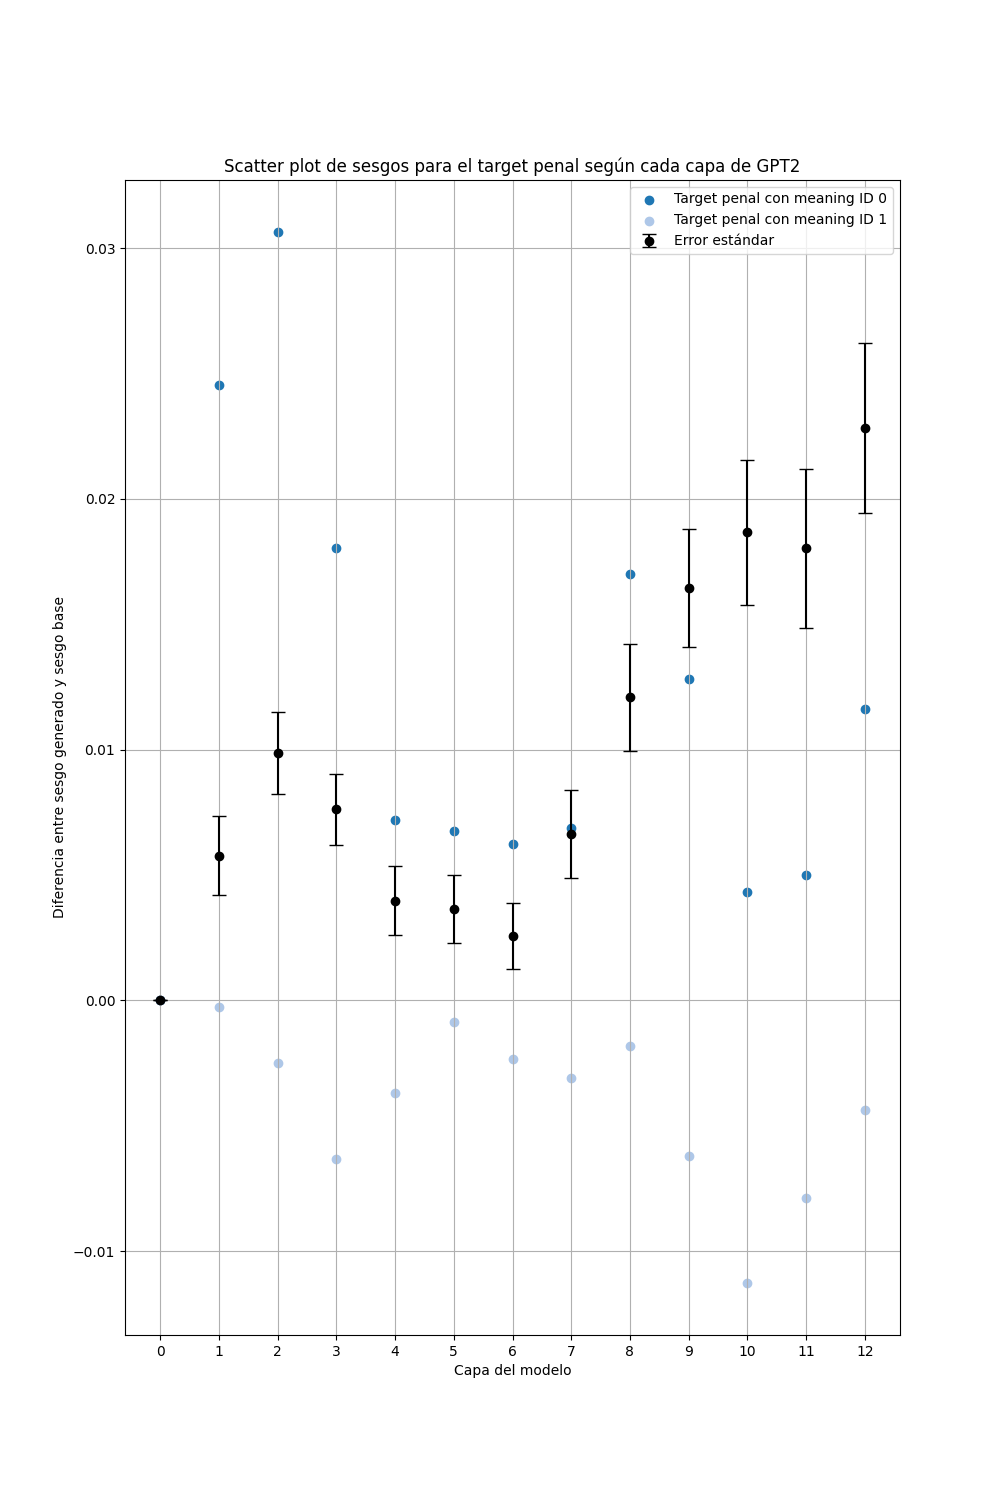 Scatter plot de sesgos para el target penal según cada capa de GPT2
Target penal con meaning ID 0
Target penal con meaning ID 1
Error estándar
0.03
0.02
0.01
0.00
−0.01
Diferencia entre sesgo generado y sesgo base
0 1 2 3 4 5 6 7 8 9 10 11 12
Capa del modelo